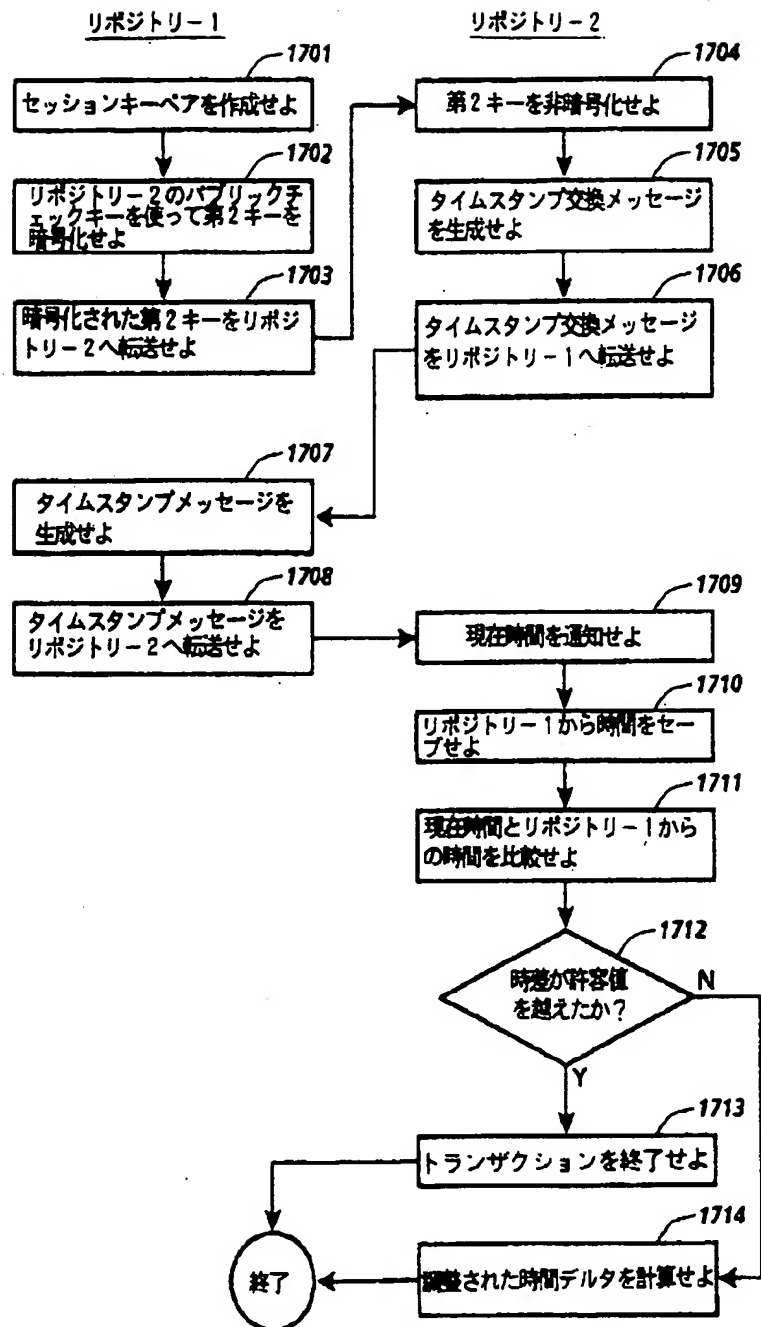 リポジトリー1
リポジトリー2
1701
セッションキーペアを作成せよ
1702
リポジトリー2のパブリックチ
ェックキーを使って第2キーを
暗号化せよ
1703
暗号化された第2キーをリポジ
トリー2へ転送せよ
1704
第2キーを非暗号化せよ
1705
タイムスタンプ交換メッセージ
を生成せよ
1706
タイムスタンプ交換メッセージ
をリポジトリー1へ転送せよ
1707
タイムスタンプメッセージを
生成せよ
1708
タイムスタンプメッセージを
リポジトリー2へ転送せよ
1709
現在時間を通知せよ
1710
リポジトリー1から時間をセー
ブせよ
1711
現在時間とリポジトリー1から
の時間を比較せよ
1712
時差が許容値
を越えたか?
N
Y
1713
トランザクションを終了せよ
1714
調整された時間デルタを計算せよ
終了